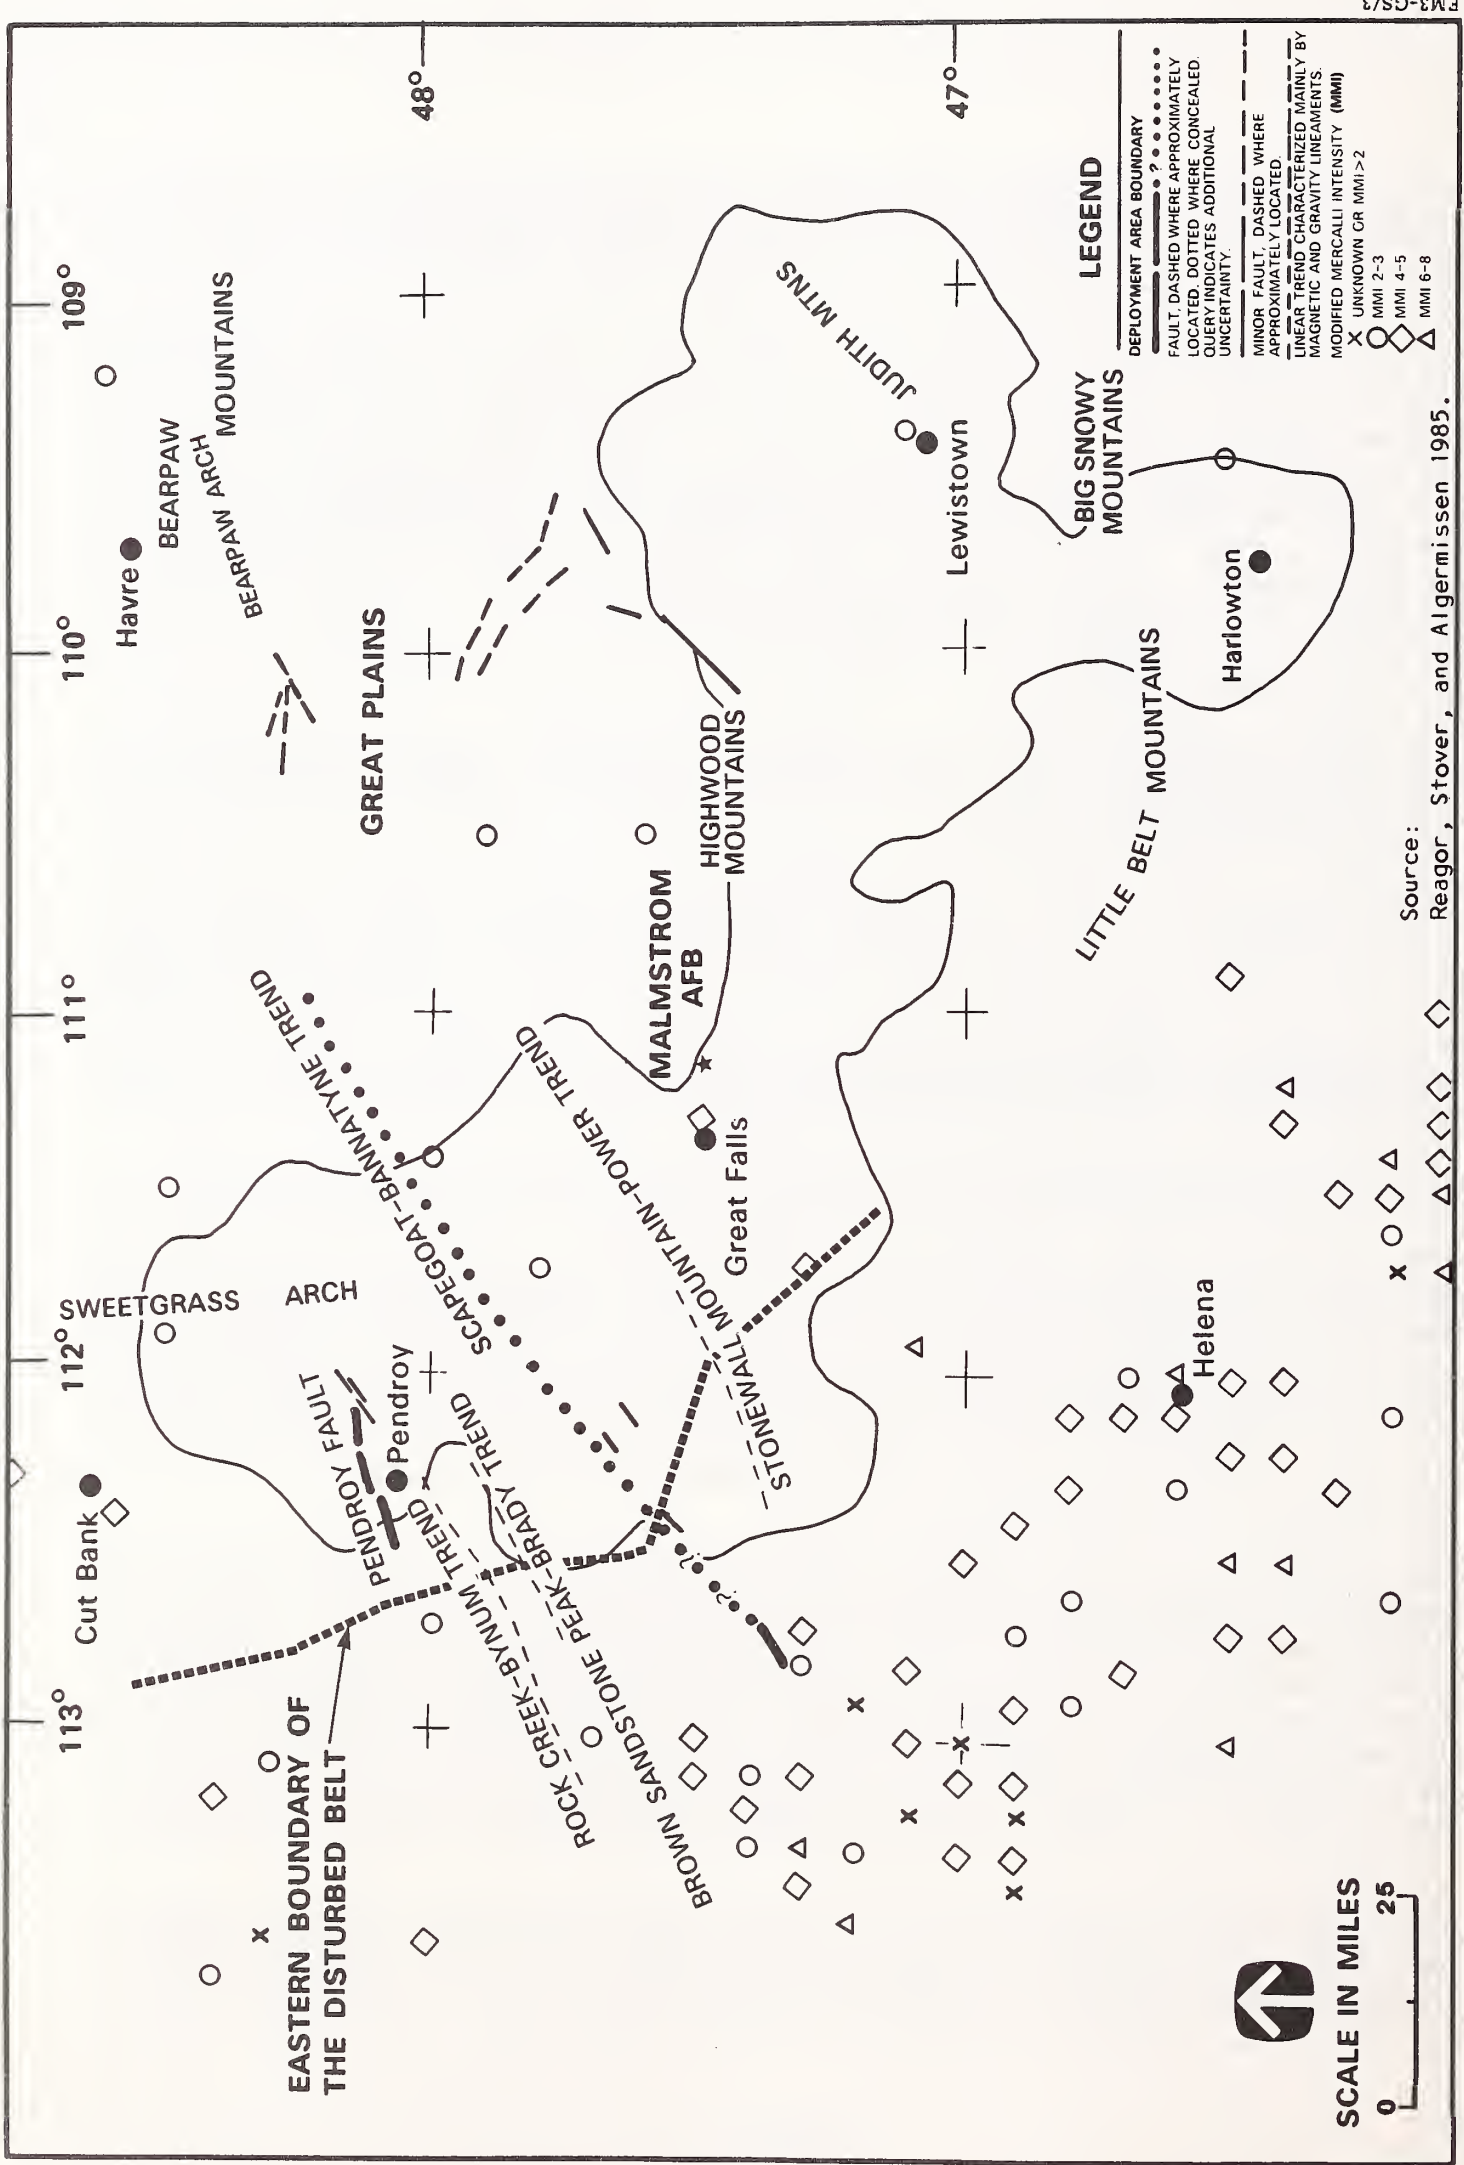 113°
112°
111°
110°
109°
48°
47°
Cut Bank
Havre
BEARPAW
MOUNTAINS
BEARPAW ARCH
SWEETGRASS ARCH
EASTERN BOUNDARY OF
THE DISTURBED BELT
PENDROY FAULT
Pendroy
SCAPEGOAT-BANNATYNE TREND
GREAT PLAINS
ROCK CREEK-BYNUM TREND
BROWN SANDSTONE PEAK-BRADY TREND
STONEWALL MOUNTAIN-POWER TREND
MALMSTROM
AFB
Great Falls
HIGHWOOD
MOUNTAINS
JUDITH MTNS
Lewistown
BIG SNOWY
MOUNTAINS
LITTLE BELT MOUNTAINS
Harlowton
Helena
? ?
SCALE IN MILES
0 25
LEGEND
DEPLOYMENT AREA BOUNDARY
?
FAULT, DASHED WHERE APPROXIMATELY
LOCATED. DOTTED WHERE CONCEALED.
QUERY INDICATES ADDITIONAL
UNCERTAINTY.
MINOR FAULT, DASHED WHERE
APPROXIMATELY LOCATED.
LINEAR TREND CHARACTERIZED MAINLY BY
MAGNETIC AND GRAVITY LINEAMENTS.
MODIFIED MERCALLI INTENSITY (MMI)
X UNKNOWN OR MMI>2
MMI 2-3
MMI 4-5
MMI 6-8
Source:
Reagor, Stover, and Algermissen 1985.
FM3-GS/3